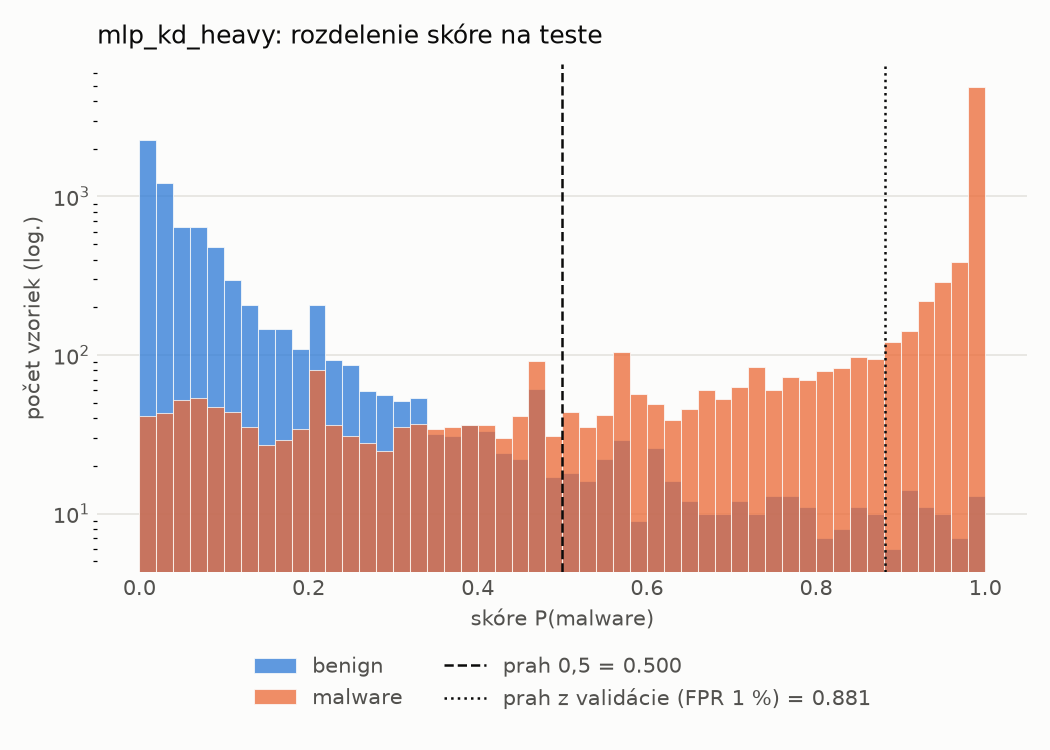 mlp_kd_heavy: rozdelenie skóre na teste
počet vzoriek (log.)
10³
10²
10¹
0.0 0.2 0.4 0.6 0.8 1.0
skóre P(malware)
benign
malware
prah 0,5 = 0.500
prah z validácie (FPR 1 %) = 0.881